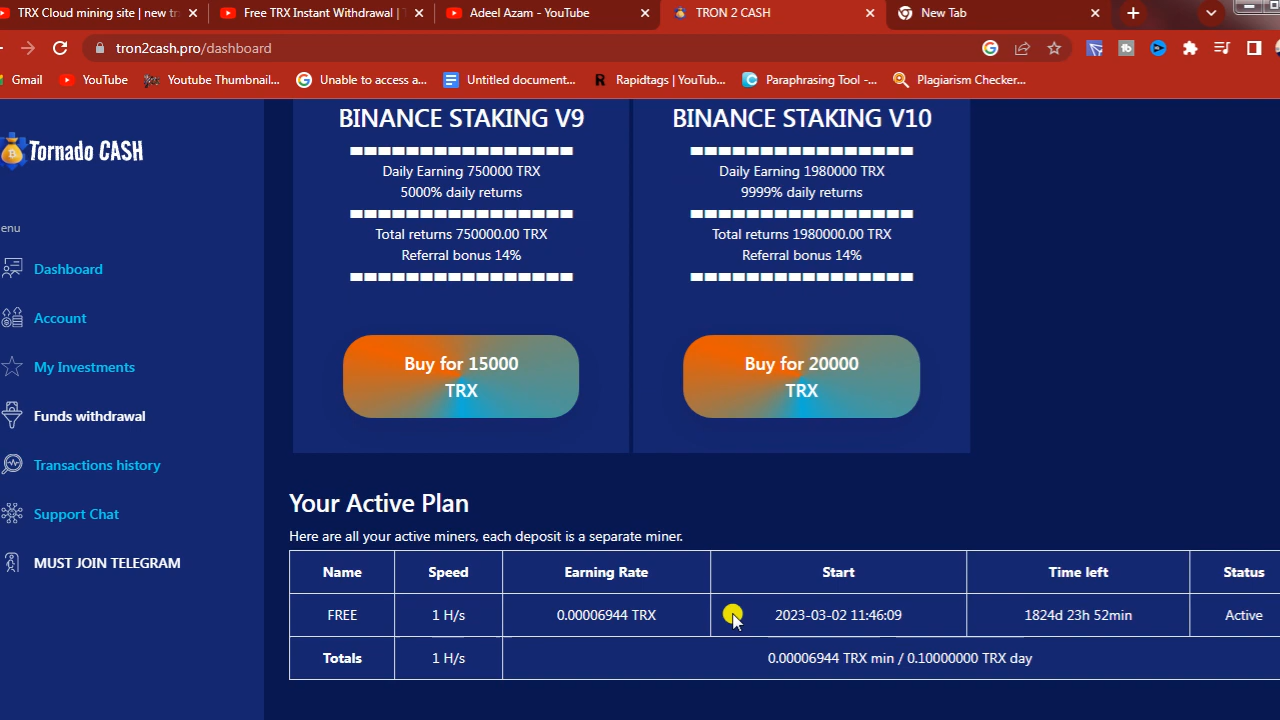 TRX Cloud mining site | new tr
Free TRX Instant Withdrawal | T
Adeel Azam - YouTube
TRON 2 CASH
New Tab
tron2cash.pro/dashboard
Gmail
YouTube
Youtube Thumbnail...
Unable to access a...
Untitled document...
Rapidtags | YouTub...
Paraphrasing Tool -...
Plagiarism Checker...
Tornado CASH
enu
Dashboard
Account
My Investments
Funds withdrawal
Transactions history
Support Chat
MUST JOIN TELEGRAM
BINANCE STAKING V9
Daily Earning 750000 TRX
5000% daily returns
Total returns 750000.00 TRX
Referral bonus 14%
Buy for 15000
TRX
BINANCE STAKING V10
Daily Earning 1980000 TRX
9999% daily returns
Total returns 1980000.00 TRX
Referral bonus 14%
Buy for 20000
TRX
Your Active Plan
Here are all your active miners, each deposit is a separate miner.
Name Speed Earning Rate Start Time left Status
FREE 1 H/s 0.00006944 TRX 2023-03-02 11:46:09 1824d 23h 52min Active
Totals 1 H/s 0.00006944 TRX min / 0.10000000 TRX day